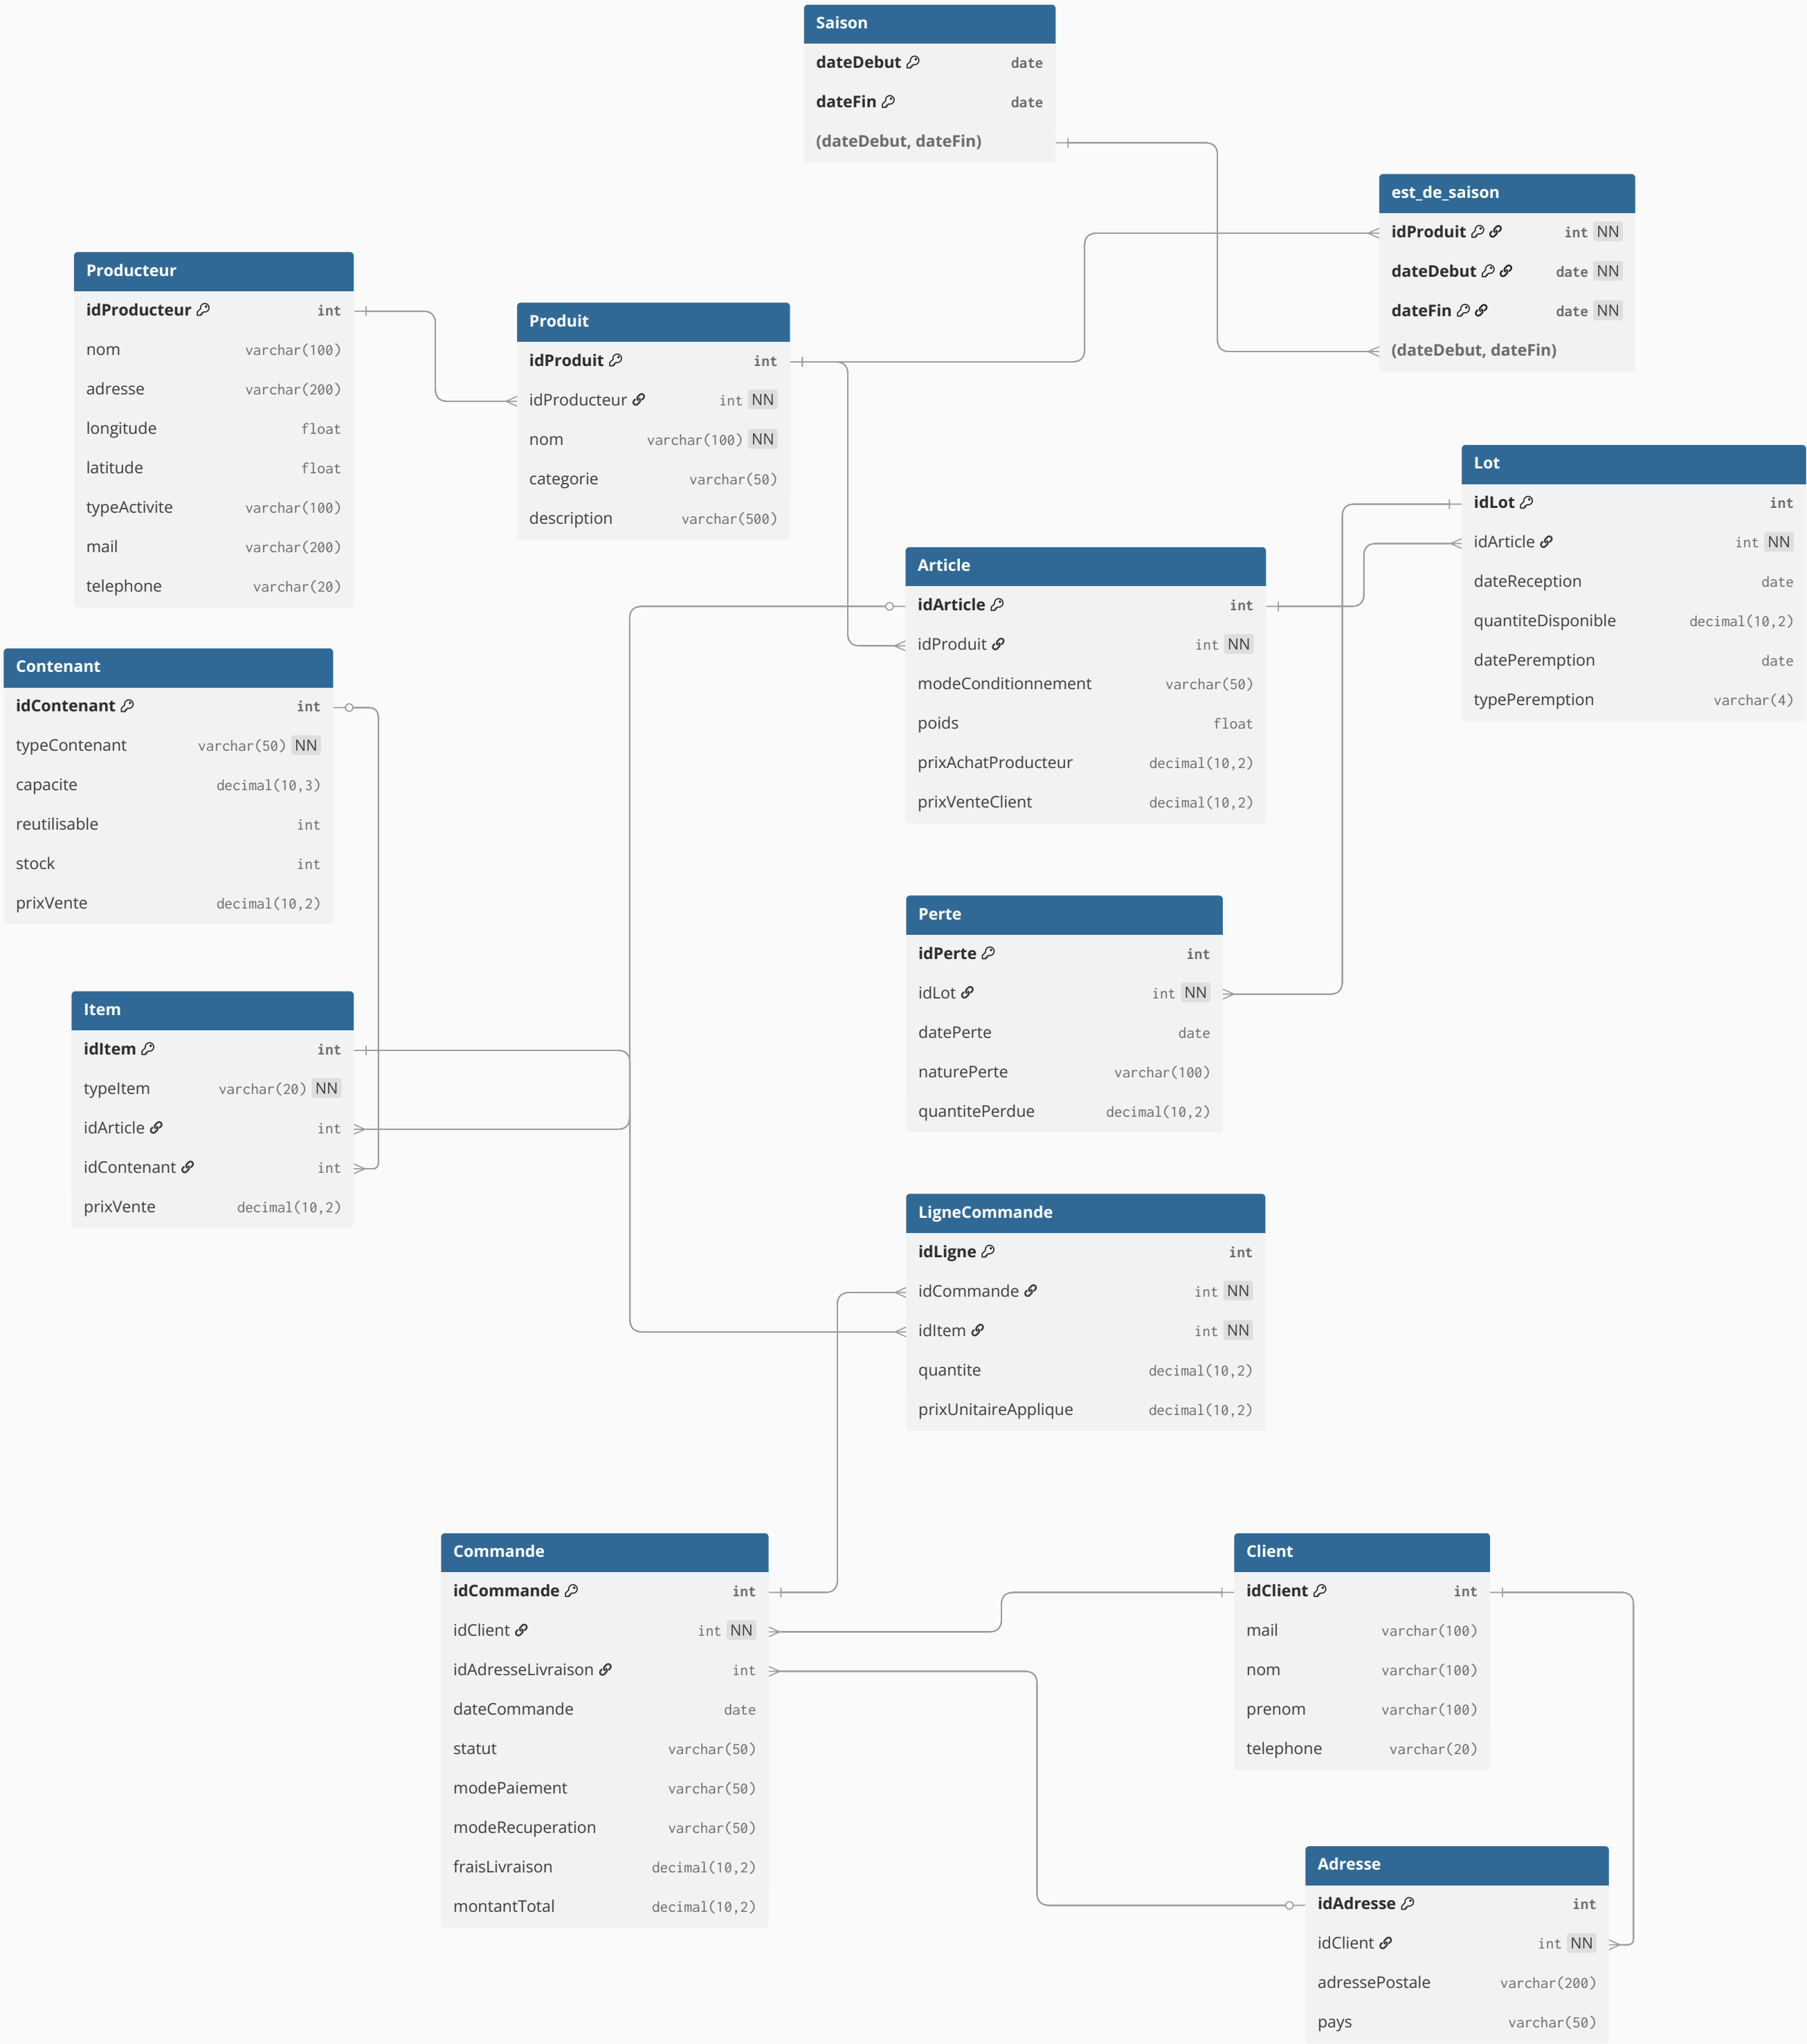 Saison
dateDebut date
dateFin date
(dateDebut, dateFin)
est_de_saison
idProduit int NN
dateDebut date NN
dateFin date NN
(dateDebut, dateFin)
Producteur
idProducteur int
nom varchar(100)
adresse varchar(200)
longitude float
latitude float
typeActivite varchar(100)
mail varchar(200)
telephone varchar(20)
Produit
idProduit int
idProducteur int NN
nom varchar(100) NN
categorie varchar(50)
description varchar(500)
Lot
idLot int
idArticle int NN
dateReception date
quantiteDisponible decimal(10,2)
datePeremption date
typePeremption varchar(4)
Article
idArticle int
idProduit int NN
modeConditionnement varchar(50)
poids float
prixAchatProducteur decimal(10,2)
prixVenteClient decimal(10,2)
Contenant
idContenant int
typeContenant varchar(50) NN
capacite decimal(10,3)
reutilisable int
stock int
prixVente decimal(10,2)
Perte
idPerte int
idLot int NN
datePerte date
naturePerte varchar(100)
quantitePerdue decimal(10,2)
Item
idItem int
typeItem varchar(20) NN
idArticle int
idContenant int
prixVente decimal(10,2)
LigneCommande
idLigne int
idCommande int NN
idItem int NN
quantite decimal(10,2)
prixUnitaireApplique decimal(10,2)
Commande
idCommande int
idClient int NN
idAdresseLivraison int
dateCommande date
statut varchar(50)
modePaiement varchar(50)
modeRecuperation varchar(50)
fraisLivraison decimal(10,2)
montantTotal decimal(10,2)
Client
idClient int
mail varchar(100)
nom varchar(100)
prenom varchar(100)
telephone varchar(20)
Adresse
idAdresse int
idClient int NN
adressePostale varchar(200)
pays varchar(50)